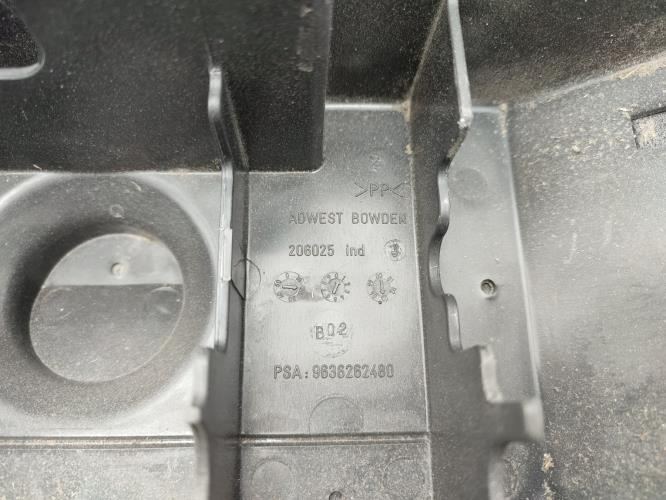 >PP<
ADWEST BOWDEN
206025 ind
B02
PSA:9636262480